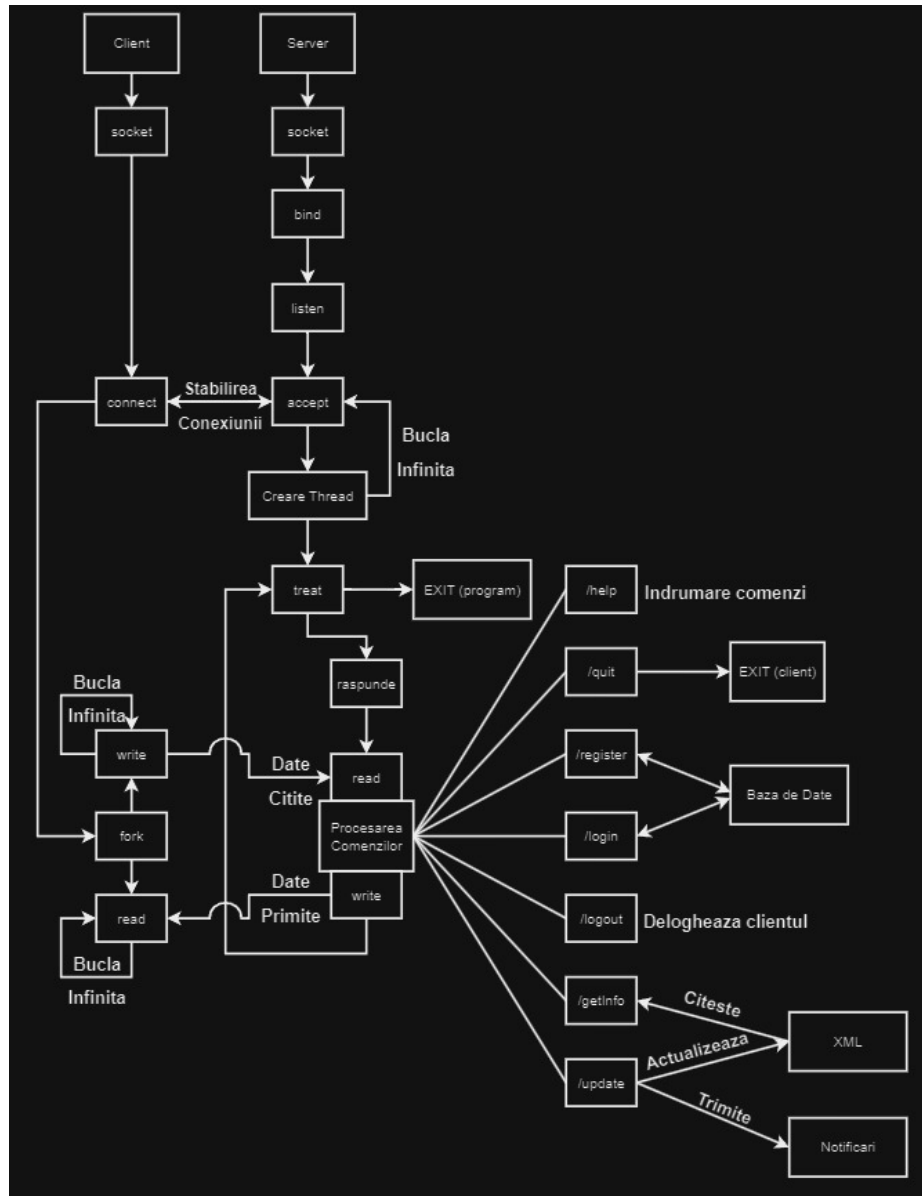 Client
Server
socket
socket
bind
listen
connect
Stabilirea
Conexiunii
accept
Bucla
Infinita
Creare Thread
treat
EXIT (program)
/help
Indrumare comenzi
raspunde
/quit
EXIT (client)
Bucla
Infinita
write
Date
Citite
read
/register
Baza de Date
fork
Procesarea
Comenzilor
/login
Date
Primite
write
read
/logout
Delogheaza clientul
Bucla
Infinita
/getInfo
Citeste
XML
Actualizeaza
/update
Trimite
Notificari